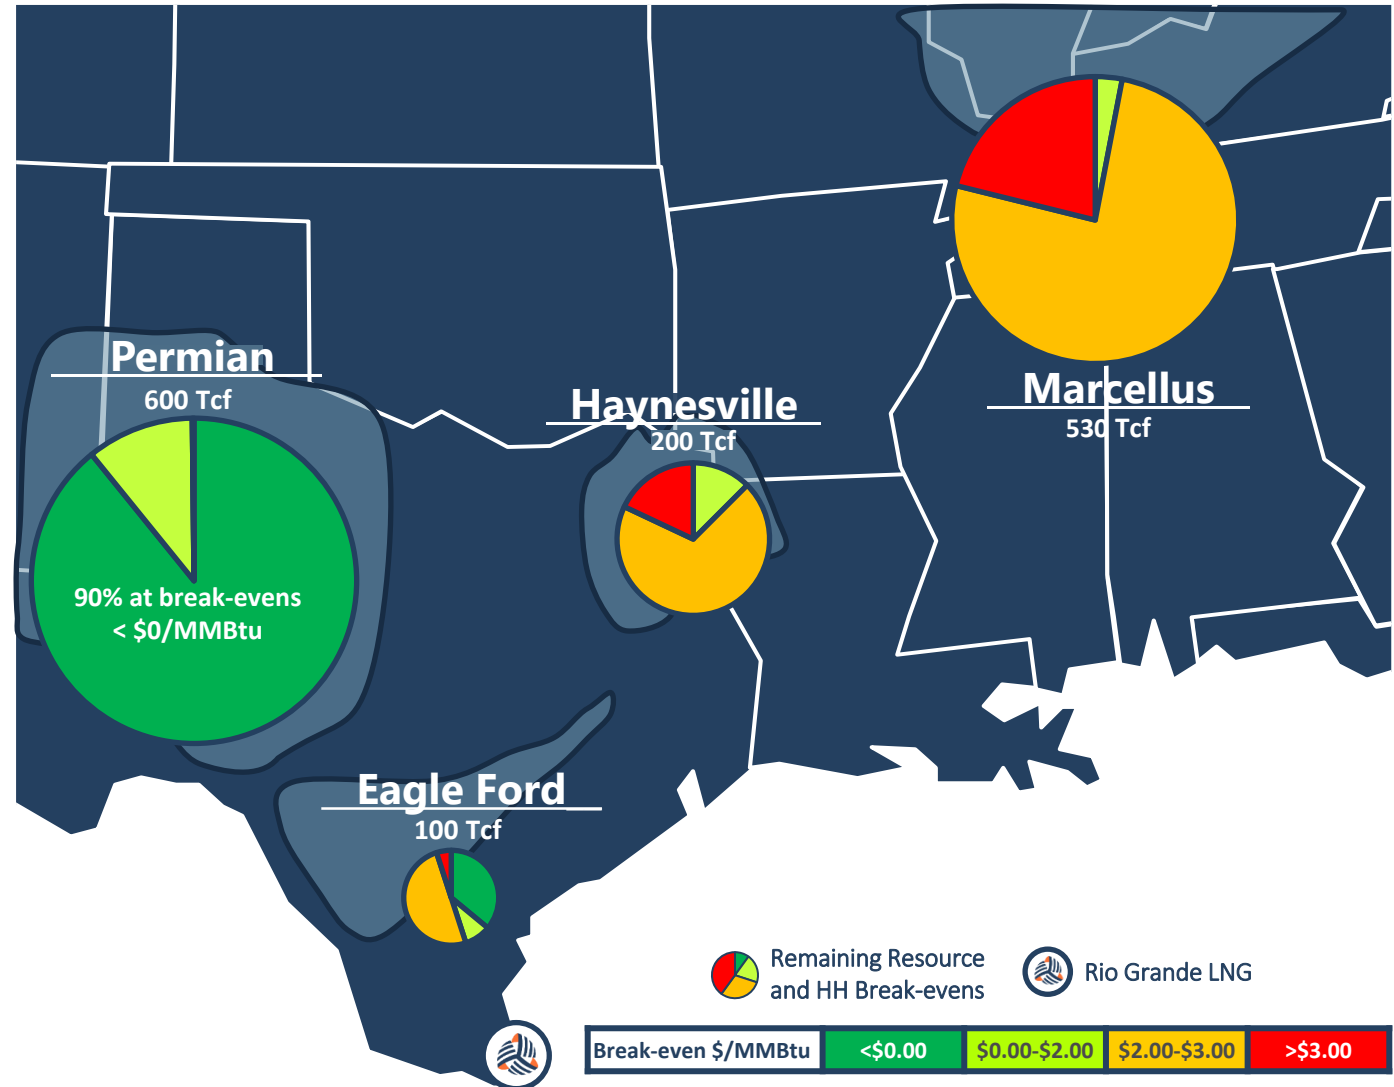 Permian
600 Tcf
90% at break-evens
< $0/MMBtu
Haynesville
200 Tcf
Marcellus
530 Tcf
Eagle Ford
100 Tcf
Remaining Resource
and HH Break-evens
Rio Grande LNG
Break-even $/MMBtu <$0.00 $0.00-$2.00 $2.00-$3.00 >$3.00